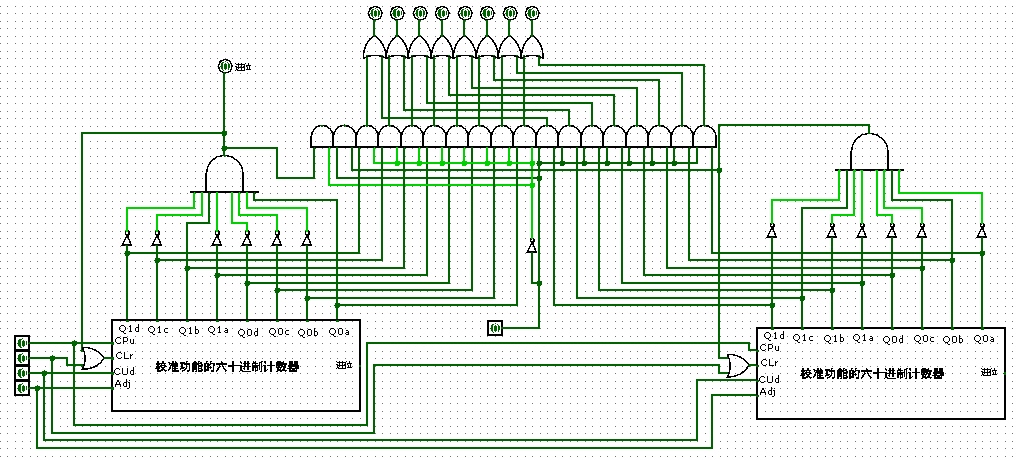 进位
Q1d Q1c Q1b Q1a Q0d Q0c Q0b Q0a
CPu
CLr
CUd
Adj
校准功能的六十进制计数器
进位
Q1d Q1c Q1b Q1a Q0d Q0c Q0b Q0a
CPu
CLr
CUd
Adj
校准功能的六十进制计数器
进位